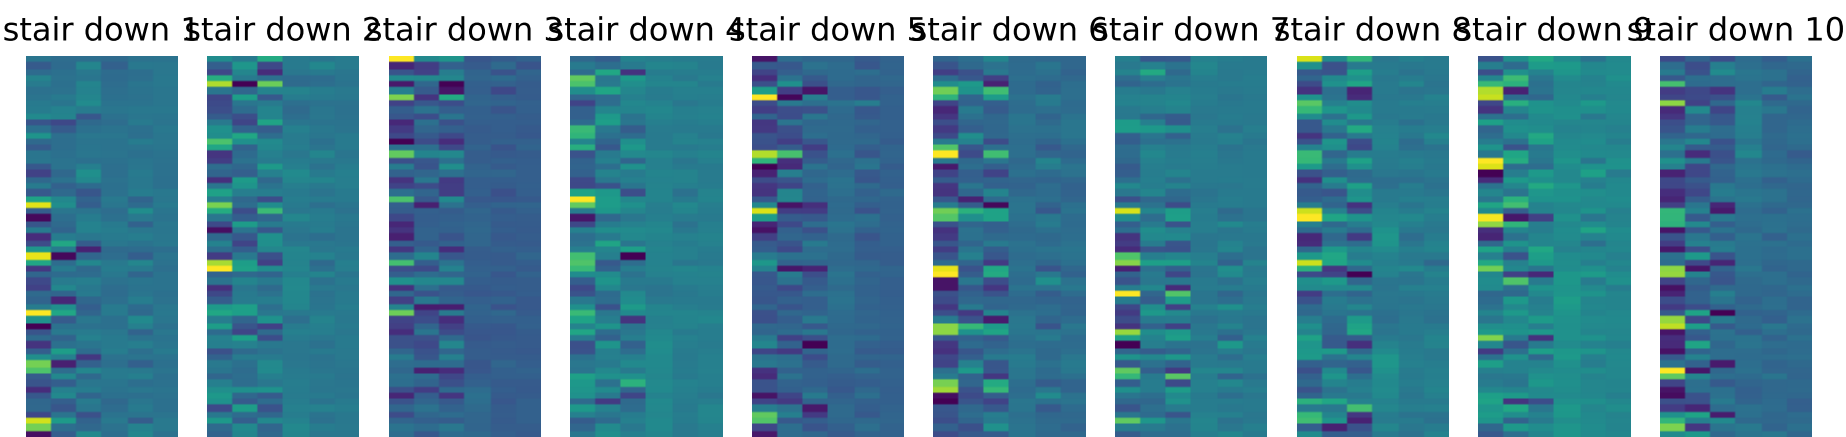 stair down 1
stair down 2
stair down 3
stair down 4
stair down 5
stair down 6
stair down 7
stair down 8
stair down 9
stair down 10